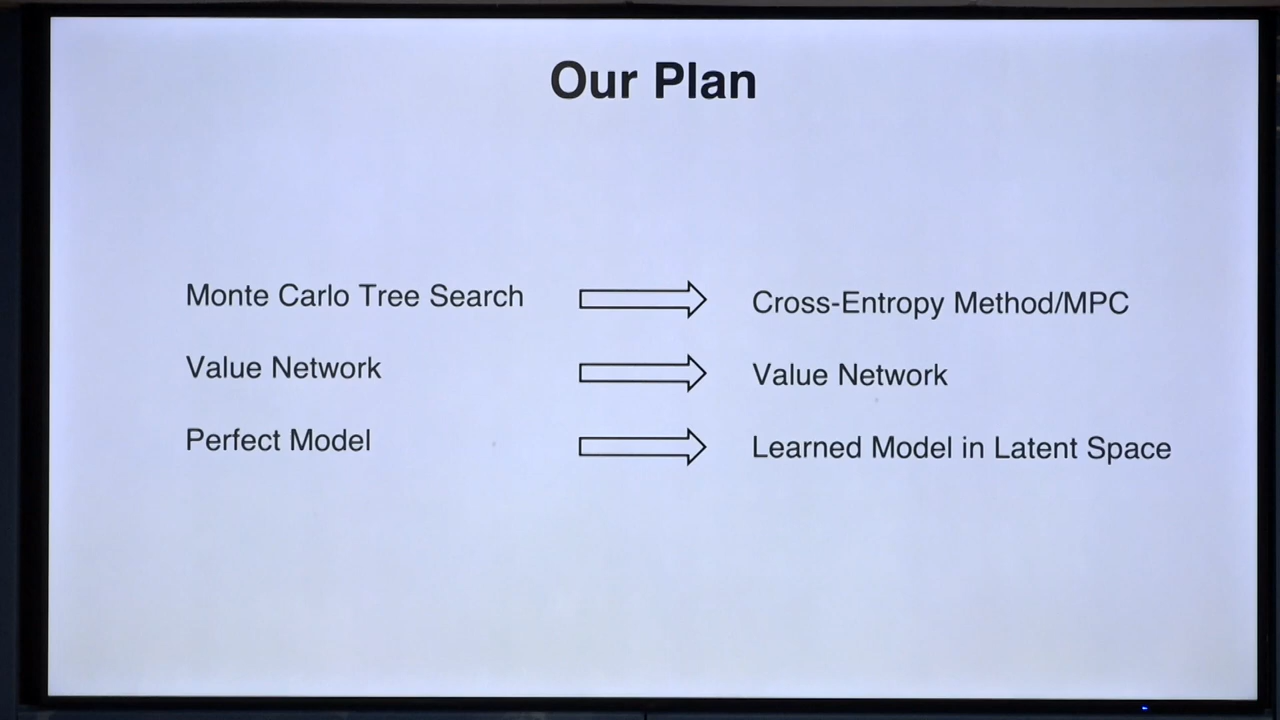 Our Plan
Monte Carlo Tree Search
Cross-Entropy Method/MPC
Value Network
Value Network
Perfect Model
Learned Model in Latent Space